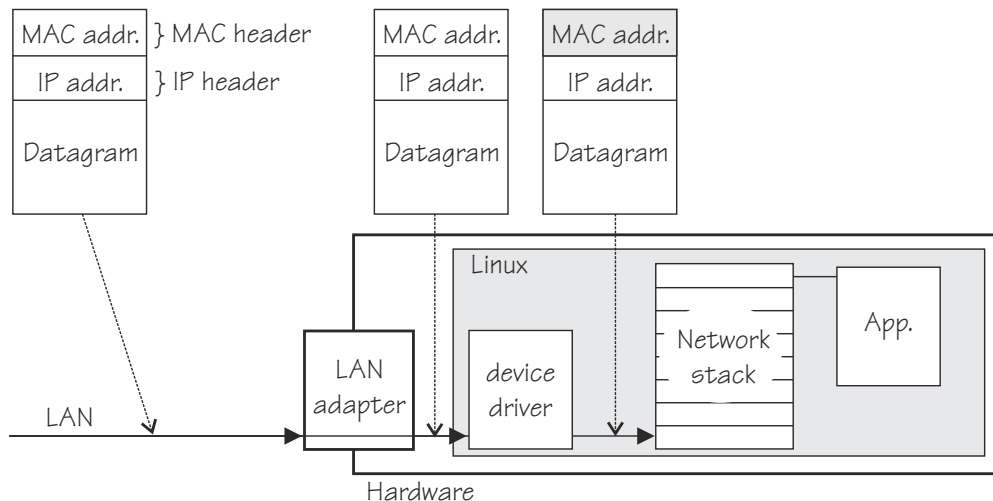 MAC addr. } MAC header
IP addr. } IP header
Datagram
MAC addr.
IP addr.
Datagram
MAC addr.
IP addr.
Datagram
Linux
LAN
LAN
adapter
device
driver
Network
stack
App.
Hardware